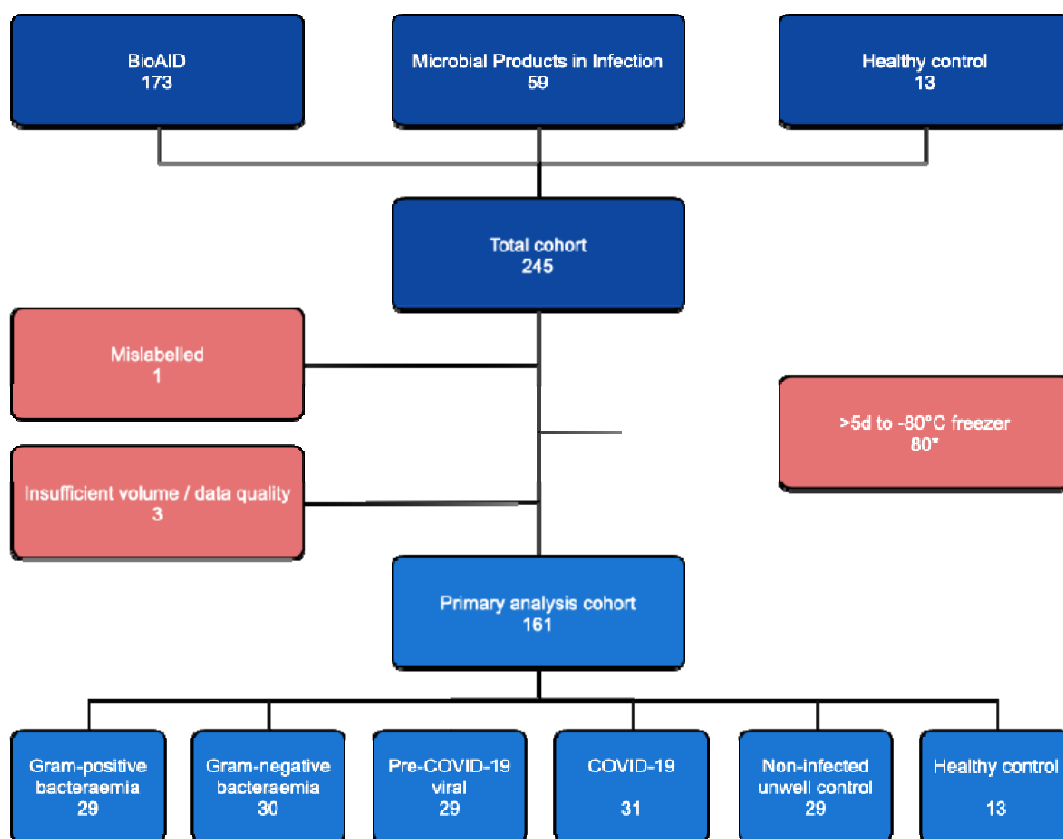 BioAID
173
Microbial Products in Infection
59
Healthy control
13
Total cohort
245
Mislabelled
1
>5d to -80°C freezer
80*
Insufficient volume / data quality
3
Primary analysis cohort
161
Gram-positive
bacteraemia
29
Gram-negative
bacteraemia
30
Pre-COVID-19
viral
29
COVID-19
31
Non-infected
unwell control
29
Healthy control
13